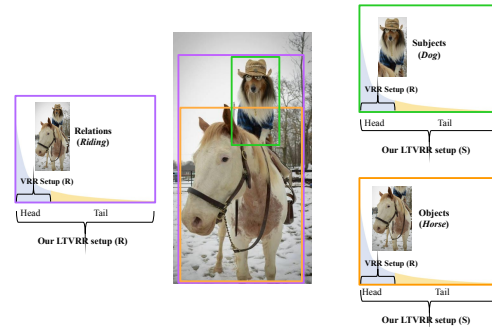 Relations
(Riding)
VRR Setup (R)
Head
Tail
Our LTVRR setup (R)
Subjects
(Dog)
VRR Setup (R)
Head
Tail
Our LTVRR setup (S)
Objects
(Horse)
VRR Setup (R)
Head
Tail
Our LTVRR setup (S)